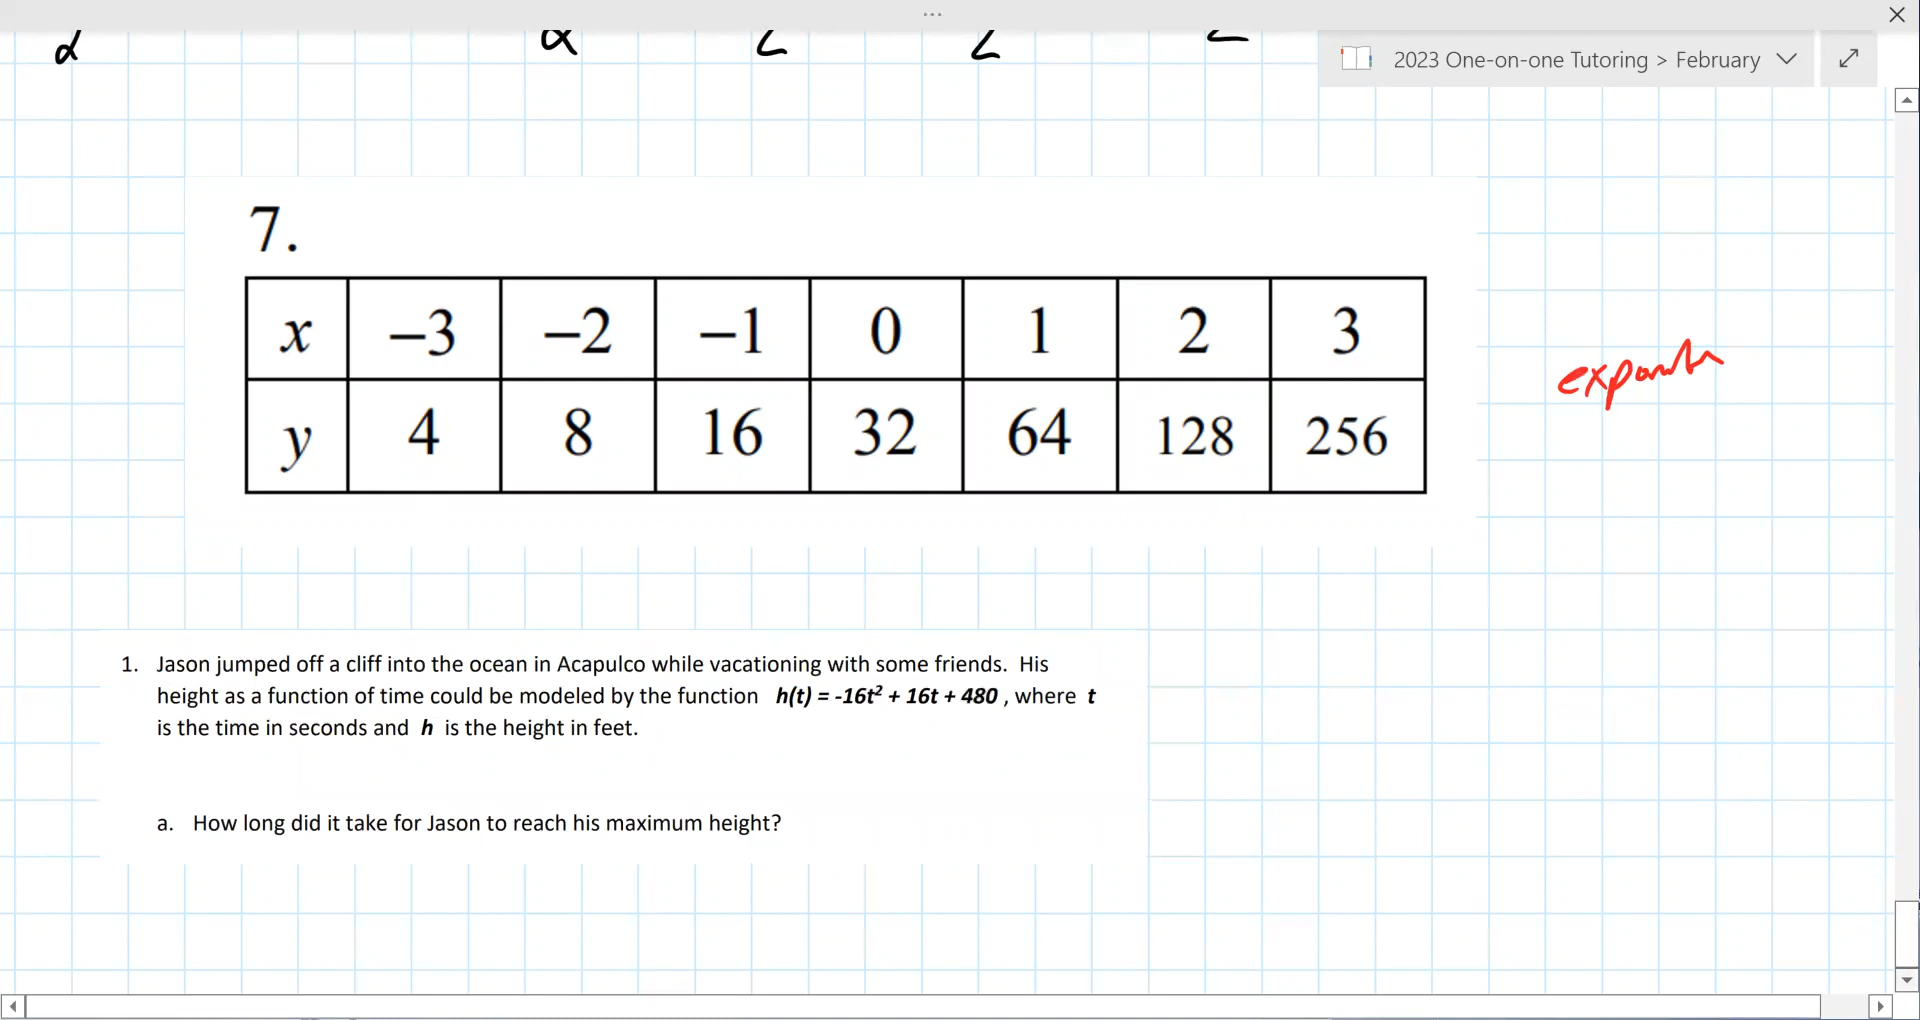 2023 One-on-one Tutoring > February
7.
x −3 −2 −1 0 1 2 3
y 4 8 16 32 64 128 256
1. Jason jumped off a cliff into the ocean in Acapulco while vacationing with some friends. His
height as a function of time could be modeled by the function h(t) = -16t² + 16t + 480 , where t
is the time in seconds and h is the height in feet.
a. How long did it take for Jason to reach his maximum height?